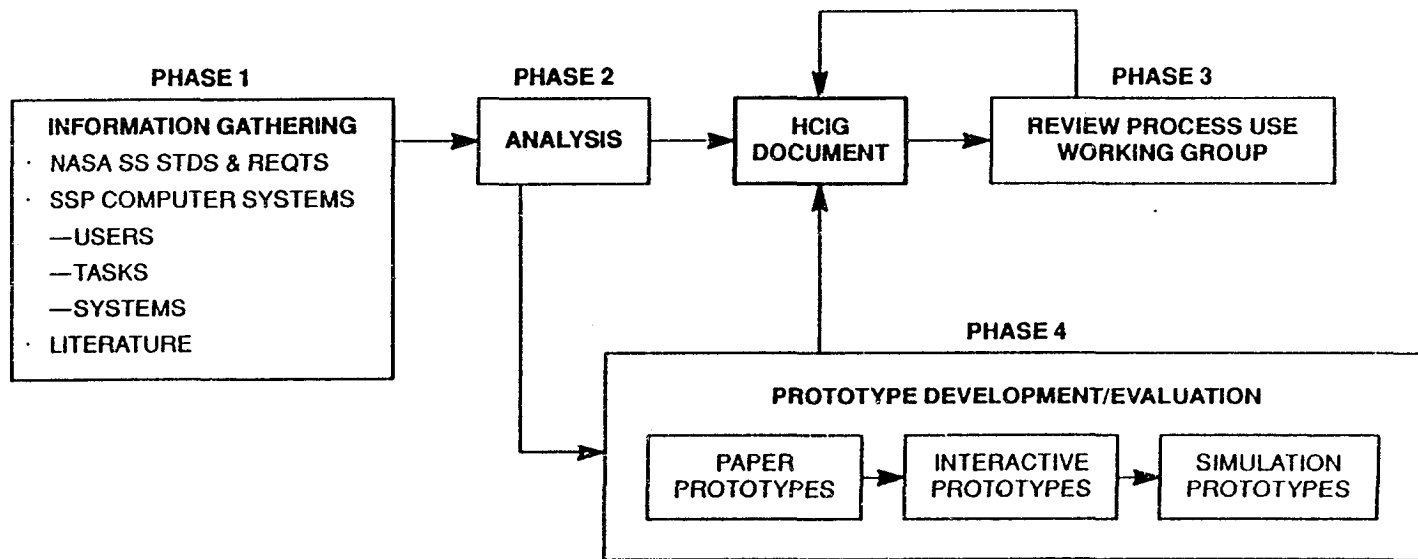 PHASE 1
INFORMATION GATHERING
· NASA SS STDS & REQTS
· SSP COMPUTER SYSTEMS
—USERS
—TASKS
—SYSTEMS
· LITERATURE
PHASE 2
ANALYSIS
HCIG
DOCUMENT
PHASE 3
REVIEW PROCESS USE
WORKING GROUP
PHASE 4
PROTOTYPE DEVELOPMENT/EVALUATION
PAPER
PROTOTYPES
INTERACTIVE
PROTOTYPES
SIMULATION
PROTOTYPES